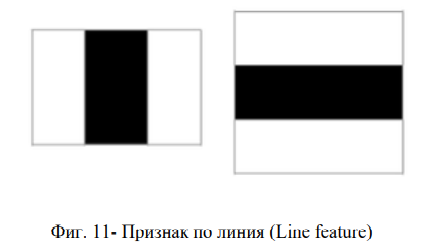 Фиг. 11- Признак по линия (Line feature)